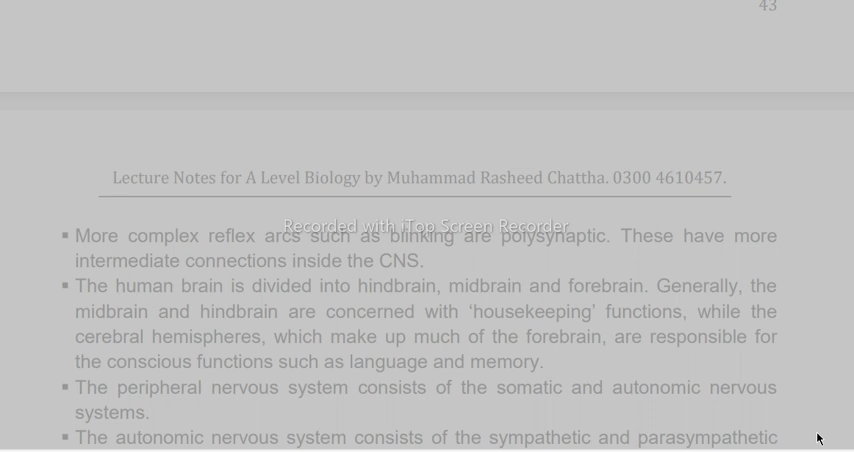 43
Lecture Notes for A Level Biology by Muhammad Rasheed Chattha. 0300 4610457.
Recorded with iTop Screen Recorder
▪ More complex reflex arcs such as blinking are polysynaptic. These have more
intermediate connections inside the CNS.
▪ The human brain is divided into hindbrain, midbrain and forebrain. Generally, the
midbrain and hindbrain are concerned with ‘housekeeping’ functions, while the
cerebral hemispheres, which make up much of the forebrain, are responsible for
the conscious functions such as language and memory.
▪ The peripheral nervous system consists of the somatic and autonomic nervous
systems.
▪ The autonomic nervous system consists of the sympathetic and parasympathetic